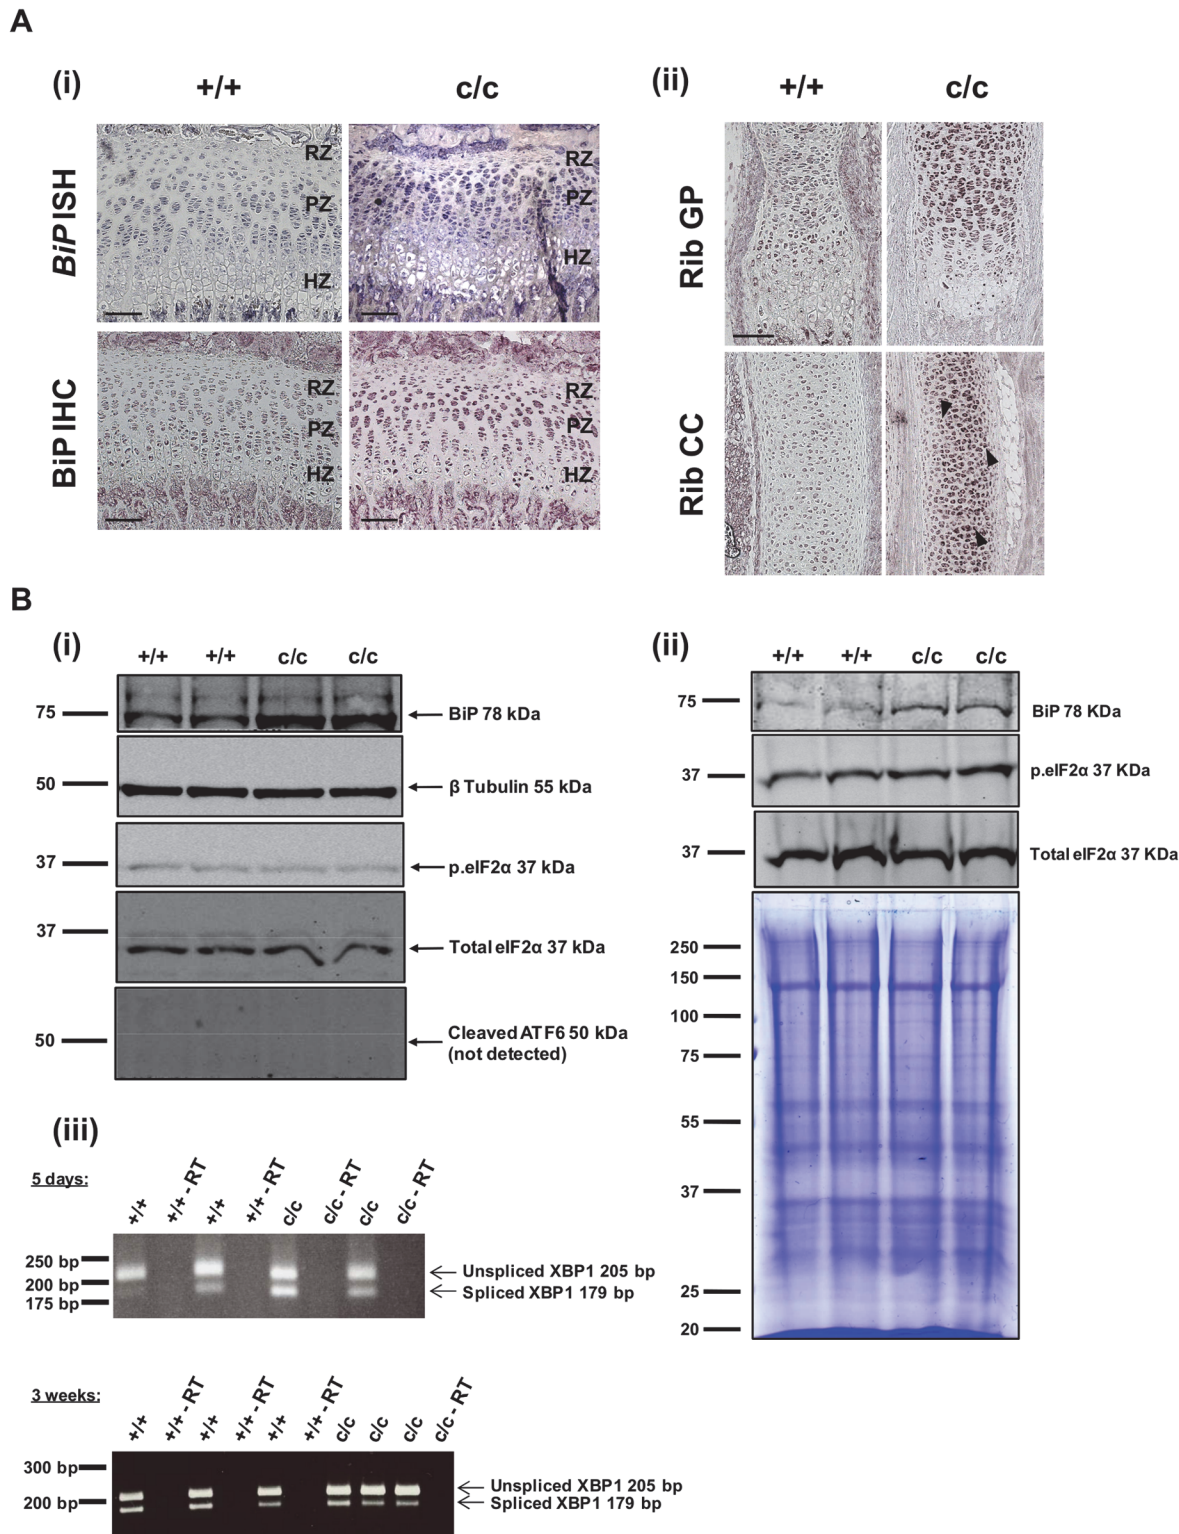 A
(i)
+/+
c/c
BiP ISH
RZ
PZ
HZ
RZ
PZ
HZ
BiP IHC
RZ
PZ
HZ
RZ
PZ
HZ
(ii)
+/+
c/c
Rib GP
Rib CC
B
(i)
+/+
+/+
c/c
c/c
75
BiP 78 kDa
50
β Tubulin 55 kDa
37
p.eIF2α 37 kDa
37
Total eIF2α 37 kDa
50
Cleaved ATF6 50 kDa
(not detected)
(ii)
+/+
+/+
c/c
c/c
75
BiP 78 KDa
37
p.eIF2α 37 KDa
37
Total eIF2α 37 KDa
250
150
100
75
55
37
25
20
(iii)
5 days:
+/+
+/+ - RT
+/+
+/+ - RT
c/c
c/c - RT
c/c
c/c - RT
250 bp
200 bp
175 bp
Unspliced XBP1 205 bp
Spliced XBP1 179 bp
3 weeks:
+/+
+/+ - RT
+/+
+/+ - RT
+/+
+/+ - RT
c/c
c/c
c/c
c/c - RT
300 bp
200 bp
Unspliced XBP1 205 bp
Spliced XBP1 179 bp